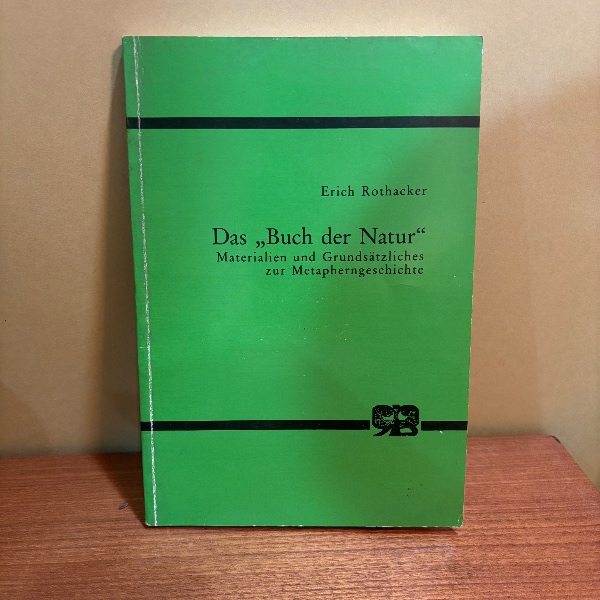 Erich Rothacker
Das „Buch der Natur“
Materialien und Grundsätzliches
zur Metapherngeschichte